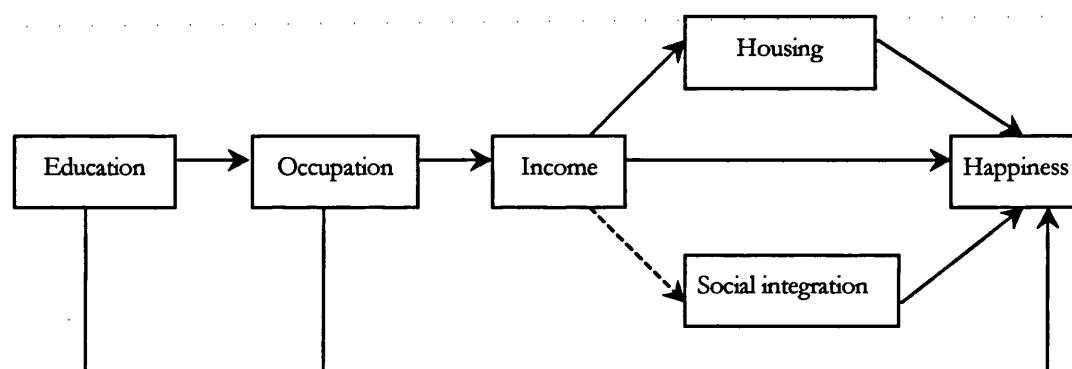 Housing
Education
Occupation
Income
Happiness
Social integration